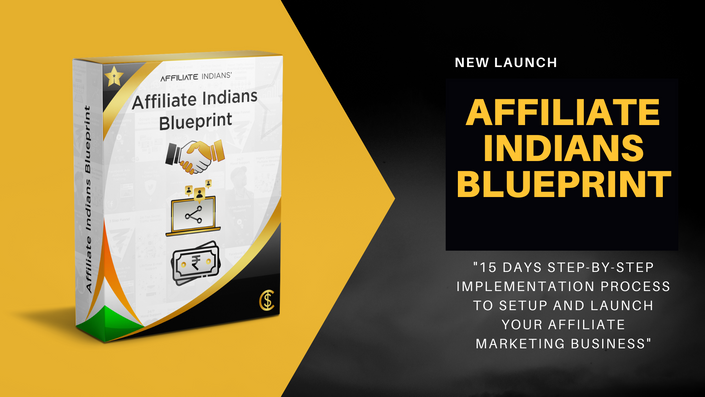 AFFILIATE INDIANS
Affiliate Indians
Blueprint
Affiliate Indians Blueprint
₹
$
NEW LAUNCH
AFFILIATE
INDIANS
BLUEPRINT
"15 DAYS STEP-BY-STEP
IMPLEMENTATION PROCESS
TO SETUP AND LAUNCH
YOUR AFFILIATE
MARKETING BUSINESS"